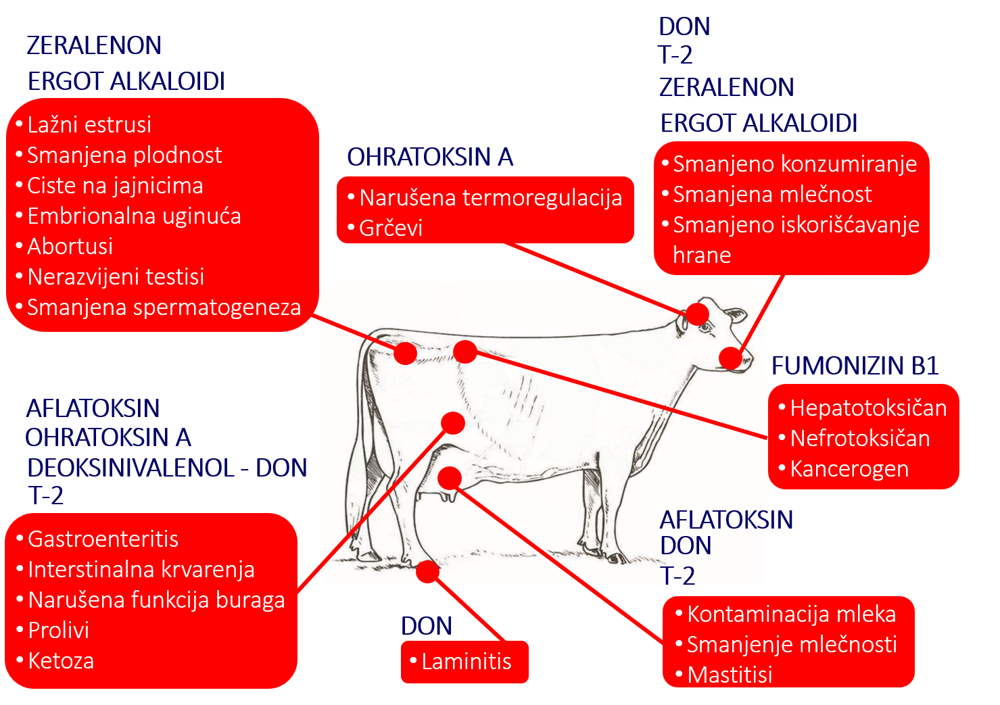 ZERALENON
ERGOT ALKALOIDI
• Lažni estrusi
• Smanjena plodnost
• Ciste na jajnicima
• Embrionalna uginuća
• Abortusi
• Nerazvijeni testisi
• Smanjena spermatogeneza
OHRATOKSIN A
• Narušena termoregulacija
• Grčevi
DON
T-2
ZERALENON
ERGOT ALKALOIDI
• Smanjeno konzumiranje
• Smanjena mlečnost
• Smanjeno iskorišćavanje
hrane
FUMONIZIN B1
• Hepatotoksičan
• Nefrotoksičan
• Kancerogen
AFLATOKSIN
OHRATOKSIN A
DEOKSINIVALENOL - DON
T-2
• Gastroenteritis
• Interstinalna krvarenja
• Narušena funkcija buraga
• Prolivi
• Ketoza
DON
• Laminitis
AFLATOKSIN
DON
T-2
• Kontaminacija mleka
• Smanjenje mlečnosti
• Mastitisi